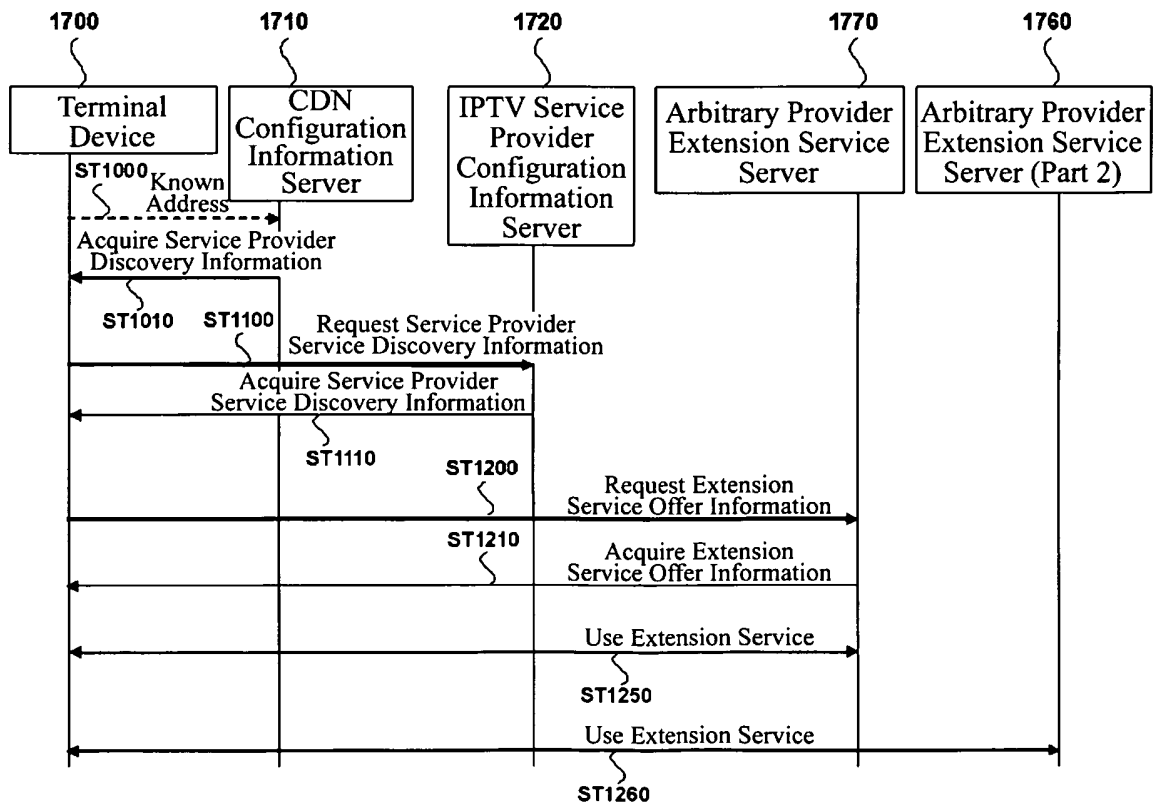 1700
1710
1720
1770
1760
Terminal
Device
CDN
Configuration
Information
Server
IPTV Service
Provider
Configuration
Information
Server
Arbitrary Provider
Extension Service
Server
Arbitrary Provider
Extension Service
Server (Part 2)
ST1000
Known
Address
Acquire Service Provider
Discovery Information
ST1010
ST1100
Request Service Provider
Service Discovery Information
Acquire Service Provider
Service Discovery Information
ST1110
ST1200
Request Extension
Service Offer Information
ST1210
Acquire Extension
Service Offer Information
Use Extension Service
ST1250
Use Extension Service
ST1260